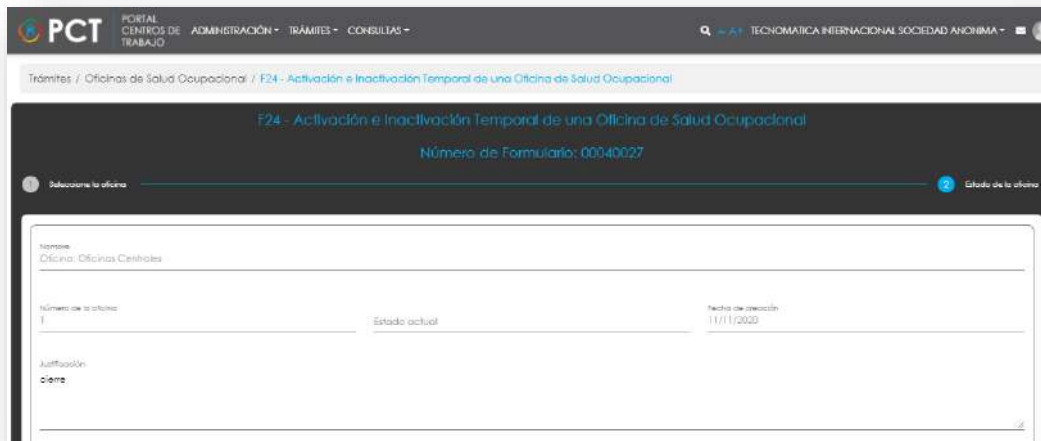 PCT
PORTAL
CENTROS DE
TRABAJO
ADMINISTRACIÓN TRÁMITES CONSULTAS
TECNOMATICA INTERNACIONAL SOCIEDAD ANONIMA
Trámites / Oficinas de Salud Ocupacional / F24 - Activación e Inactivación Temporal de una Oficina de Salud Ocupacional
F24 - Activación e Inactivación Temporal de una Oficina de Salud Ocupacional
Número de Formulario: 00040027
1 Seleccione la oficina
2 Estado de la oficina
Nombre
Oficina: Oficinas Centrales
Número de la oficina
1
Estado actual
Fecha de creación
11/11/2020
Justificación
cierre